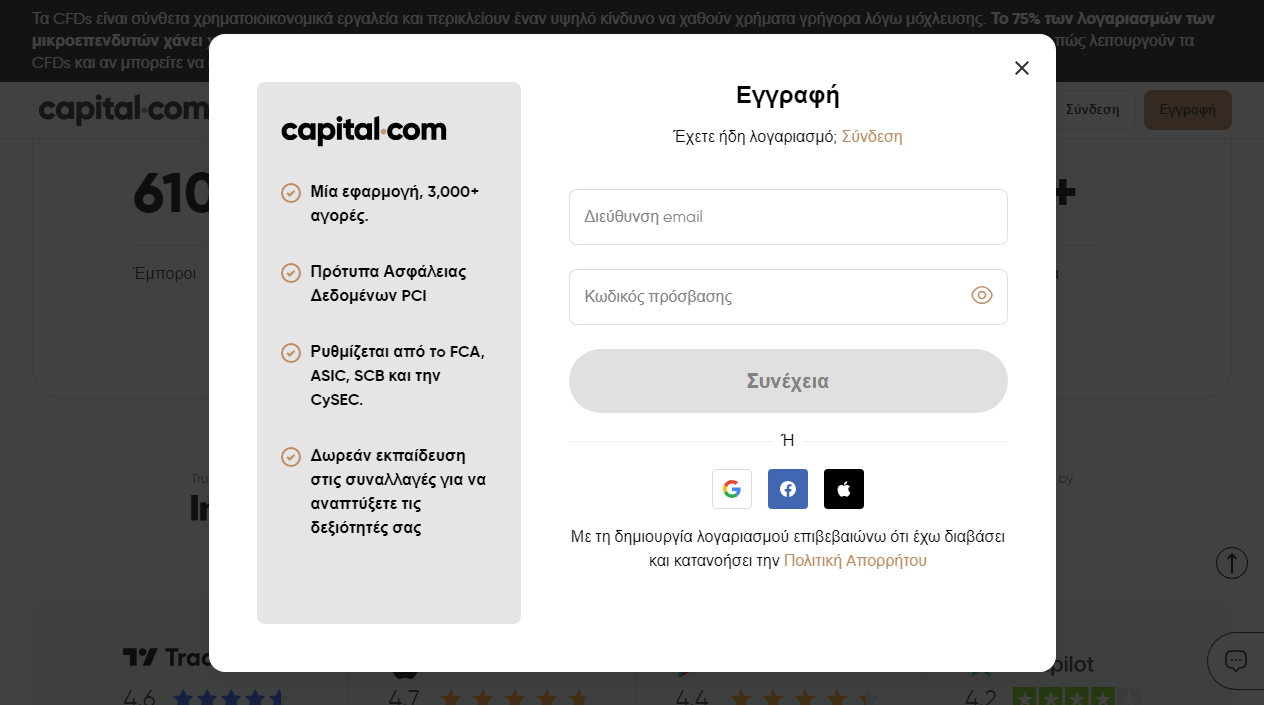 Τα CFDs είναι σύνθετα χρηματοοικονομικά εργαλεία και περικλείουν έναν υψηλό κίνδυνο να χαθούν χρήματα γρήγορα λόγω μόχλευσης. Το 75% των λογαριασμών των
μικροεπενδυτών χάνει
πώς λειτουργούν τα
CFDs και αν μπορείτε να
capital.com
Σύνδεση
Εγγραφή
610
+
Έμποροι
Εγγραφή
Έχετε ήδη λογαριασμό; Σύνδεση
capital.com
Μία εφαρμογή, 3,000+
αγορές.
Πρότυπα Ασφάλειας
Δεδομένων PCI
Ρυθμίζεται από το FCA,
ASIC, SCB και την
CySEC.
Δωρεάν εκπαίδευση
στις συναλλαγές για να
αναπτύξετε τις
δεξιότητές σας
Διεύθυνση email
Κωδικός πρόσβασης
Συνέχεια
Ή
Με τη δημιουργία λογαριασμού επιβεβαιώνω ότι έχω διαβάσει
και κατανοήσει την Πολιτική Απορρήτου
by
4.6
4.7
4.4
4.2